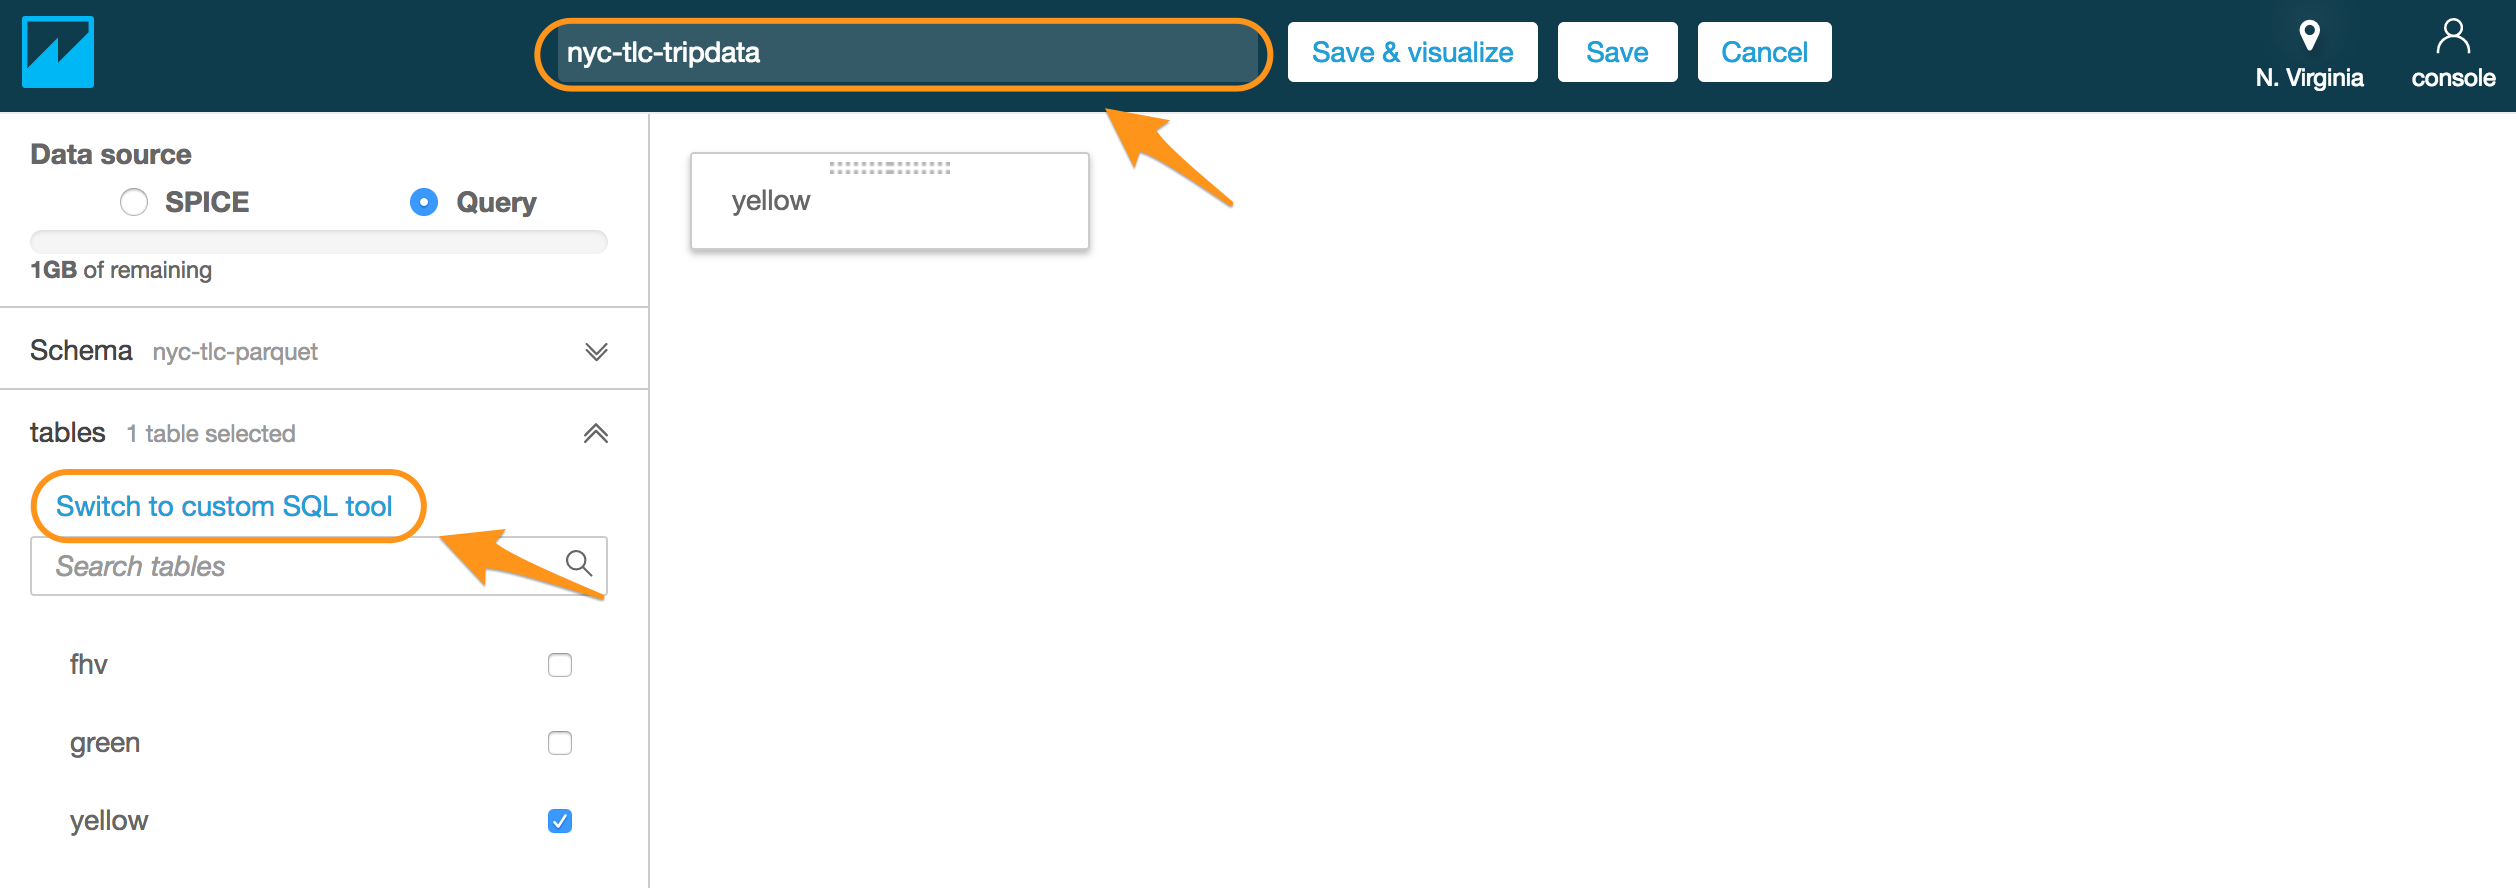 nyc-tlc-tripdata
Save & visualize
Save
Cancel
N. Virginia
console
Data source
SPICE
Query
1GB of remaining
Schema nyc-tlc-parquet
tables 1 table selected
Switch to custom SQL tool
Search tables
fhv
green
yellow
yellow